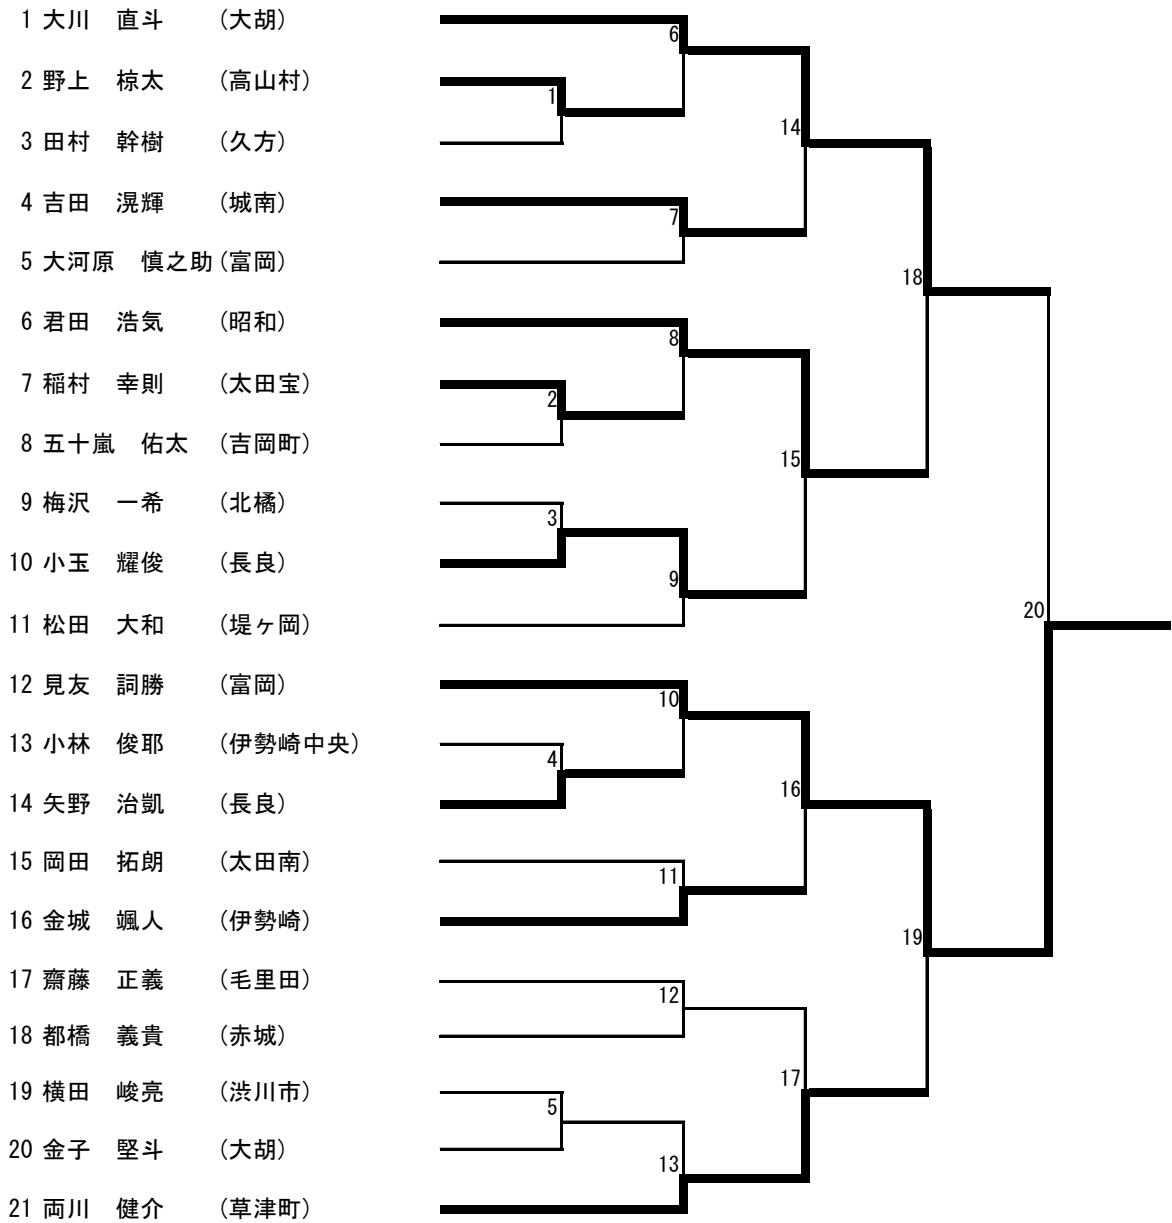 1 大川 直斗 (大胡)
6
2 野上 椋太 (高山村)
1
14
3 田村 幹樹 (久方)
4 吉田 滉輝 (城南)
7
5 大河原 慎之助 (富岡)
18
6 君田 浩気 (昭和)
8
7 稲村 幸則 (太田宝)
2
8 五十嵐 佑太 (吉岡町)
15
9 梅沢 一希 (北橘)
3
10 小玉 耀俊 (長良)
9
11 松田 大和 (堤ヶ岡)
20
12 見友 詞勝 (富岡)
10
13 小林 俊耶 (伊勢崎中央)
4
16
14 矢野 治凱 (長良)
15 岡田 拓朗 (太田南)
11
16 金城 颯人 (伊勢崎)
19
17 齋藤 正義 (毛里田)
12
18 都橋 義貴 (赤城)
17
19 横田 峻亮 (渋川市)
5
20 金子 堅斗 (大胡)
13
21 両川 健介 (草津町)